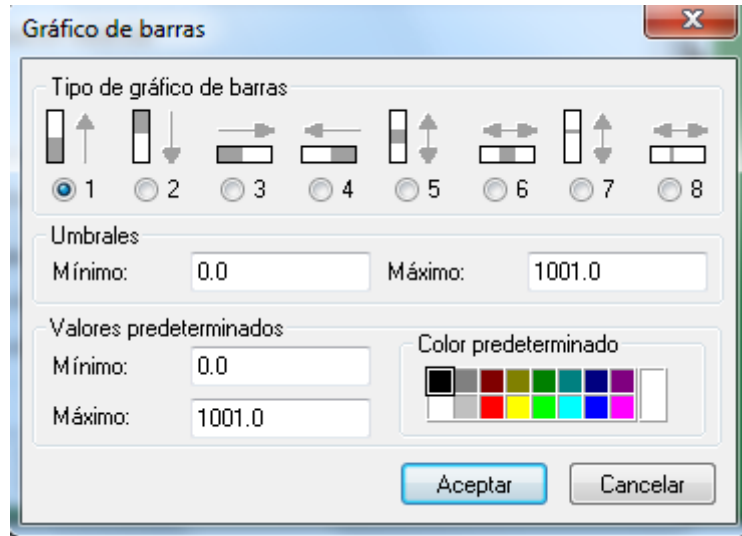 Gráfico de barras
Tipo de gráfico de barras
1 2 3 4 5 6 7 8
Umbrales
Mínimo: 0.0 Máximo: 1001.0
Valores predeterminados
Mínimo: 0.0
Máximo: 1001.0
Color predeterminado
Aceptar Cancelar